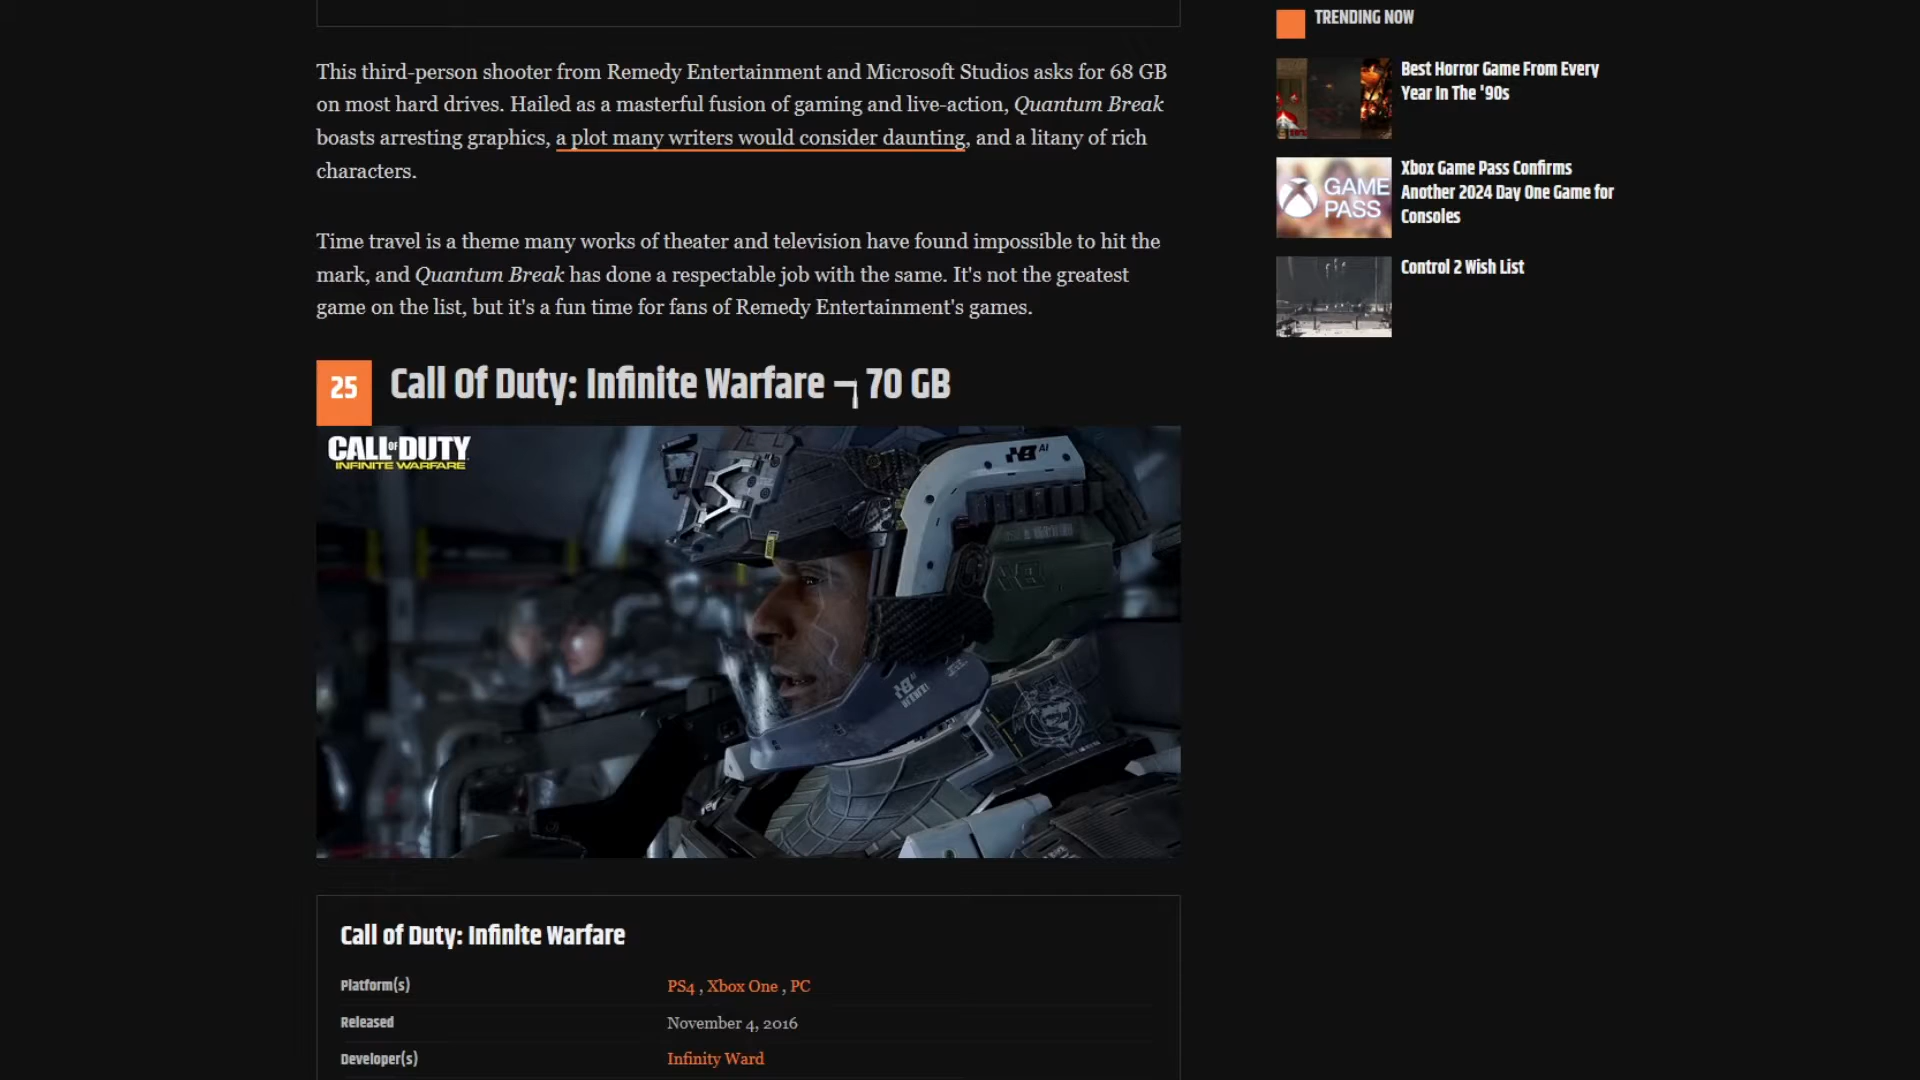 TRENDING NOW
This third-person shooter from Remedy Entertainment and Microsoft Studios asks for 68 GB
on most hard drives. Hailed as a masterful fusion of gaming and live-action, Quantum Break
boasts arresting graphics, a plot many writers would consider daunting, and a litany of rich
characters.
Time travel is a theme many works of theater and television have found impossible to hit the
mark, and Quantum Break has done a respectable job with the same. It's not the greatest
game on the list, but it's a fun time for fans of Remedy Entertainment's games.
Best Horror Game From Every
Year In The '90s
GAME
PASS
Xbox Game Pass Confirms
Another 2024 Day One Game for
Consoles
Control 2 Wish List
25 Call Of Duty: Infinite Warfare – 70 GB
CALL OF DUTY
INFINITE WARFARE
Call of Duty: Infinite Warfare
Platform(s) PS4 , Xbox One , PC
Released November 4, 2016
Developer(s) Infinity Ward